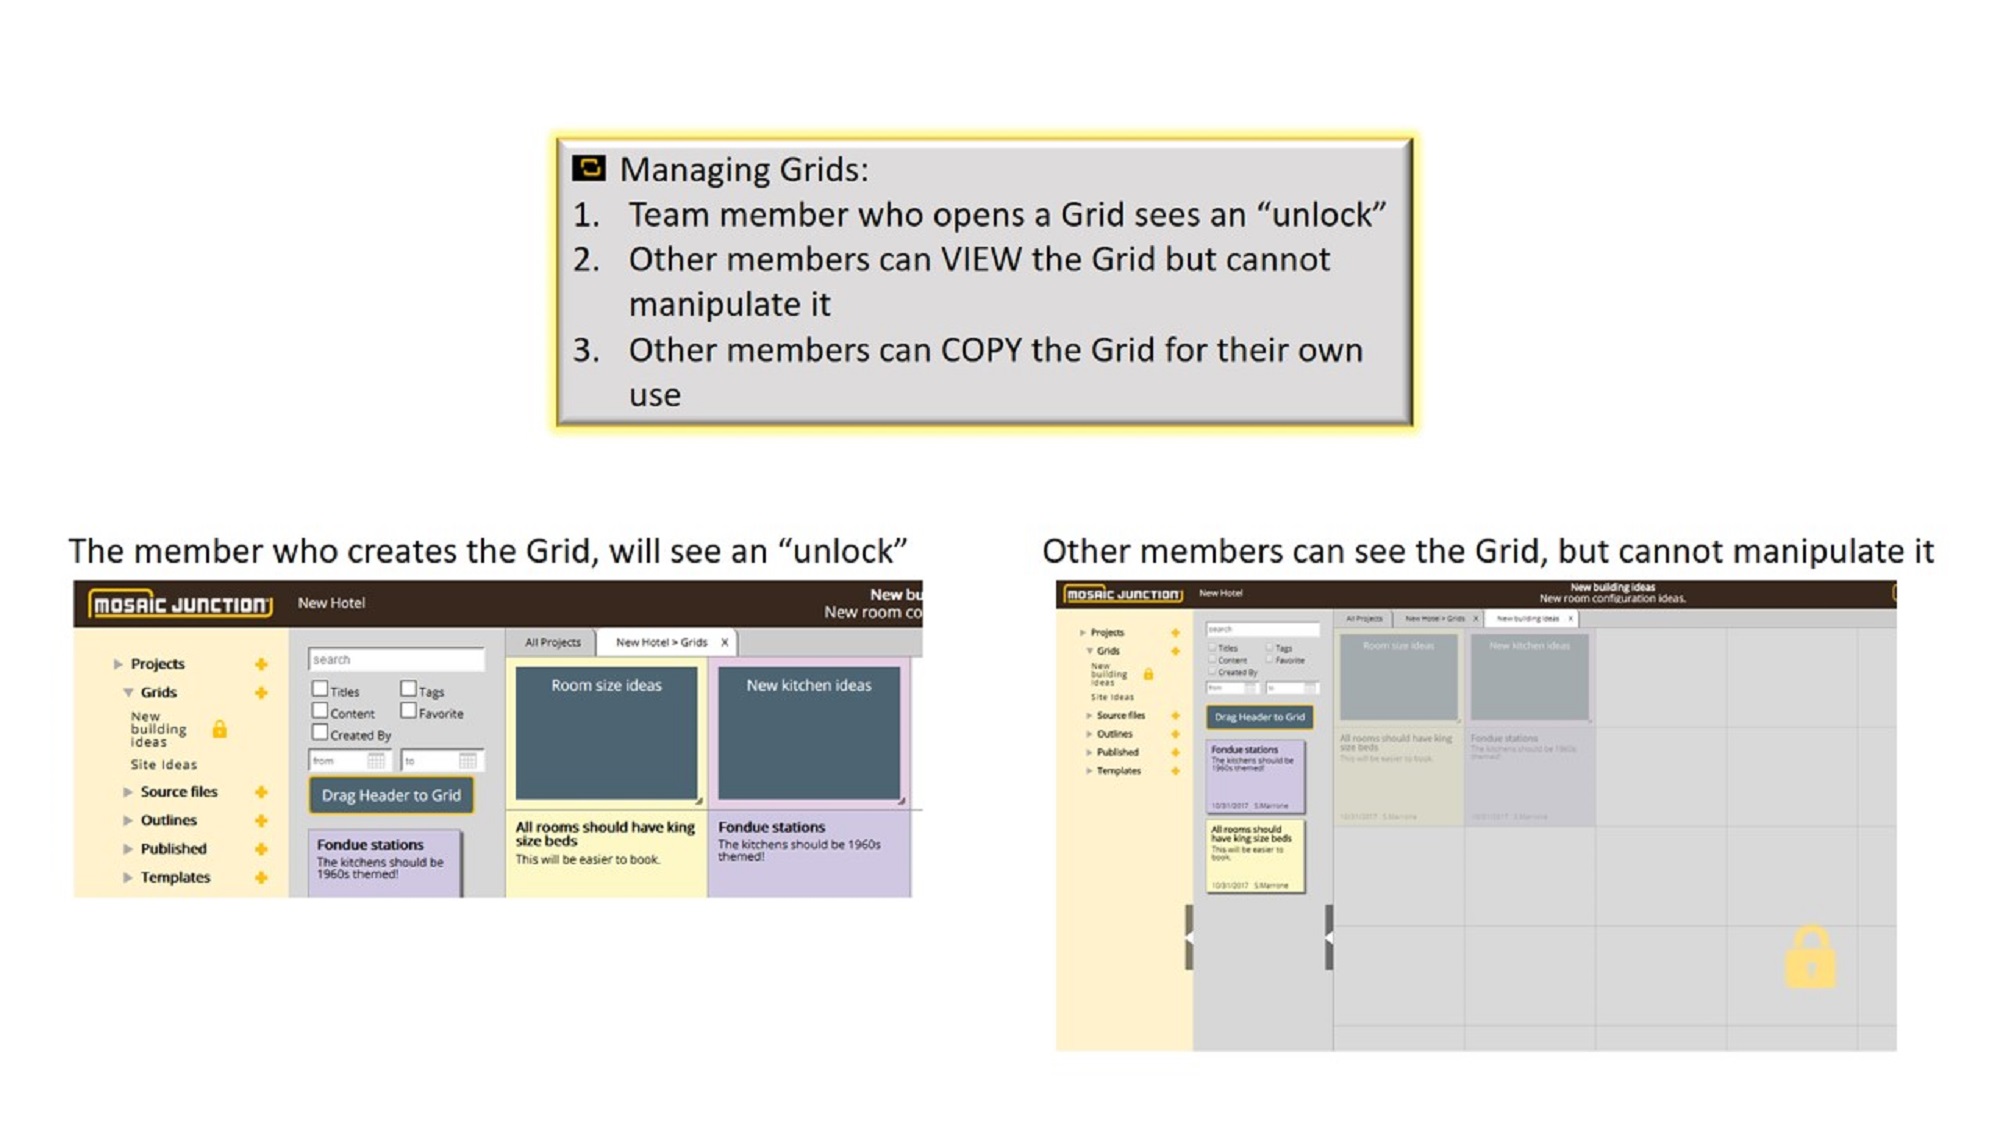 Managing Grids:
1. Team member who opens a Grid sees an “unlock”
2. Other members can VIEW the Grid but cannot
manipulate it
3. Other members can COPY the Grid for their own
use
The member who creates the Grid, will see an “unlock”
MOSAIC JUNCTION
New Hotel
New bu
New room co
Projects
Grids
New
building
ideas
Site Ideas
Source files
Outlines
Published
Templates
search
Titles Tags
Content Favorite
Created By
from to
Drag Header to Grid
Fondue stations
The kitchens should be
1960s themed!
All Projects New Hotel > Grids X
Room size ideas New kitchen ideas
All rooms should have king
size beds
This will be easier to book.
Fondue stations
The kitchens should be 1960s
themed!
Other members can see the Grid, but cannot manipulate it
MOSAIC JUNCTION
New Hotel
New building ideas
New room configuration ideas.
Projects
Grids
New
building
ideas
Site Ideas
Source files
Outlines
Published
Templates
search
Titles Tags
Content Favorite
Created By
from to
Drag Header to Grid
Fondue stations
The kitchens should be
1960s themed!
10/31/2017 S.Marrone
All rooms should
have king size beds
This will be easier to
book.
10/31/2017 S.Marrone
All Projects New Hotel > Grids X New building ideas X
Room size ideas New kitchen ideas
All rooms should have king
size beds
This will be easier to book.
10/31/2017 S.Marrone
Fondue stations
The kitchens should be 1960s
themed!
10/31/2017 S.Marrone